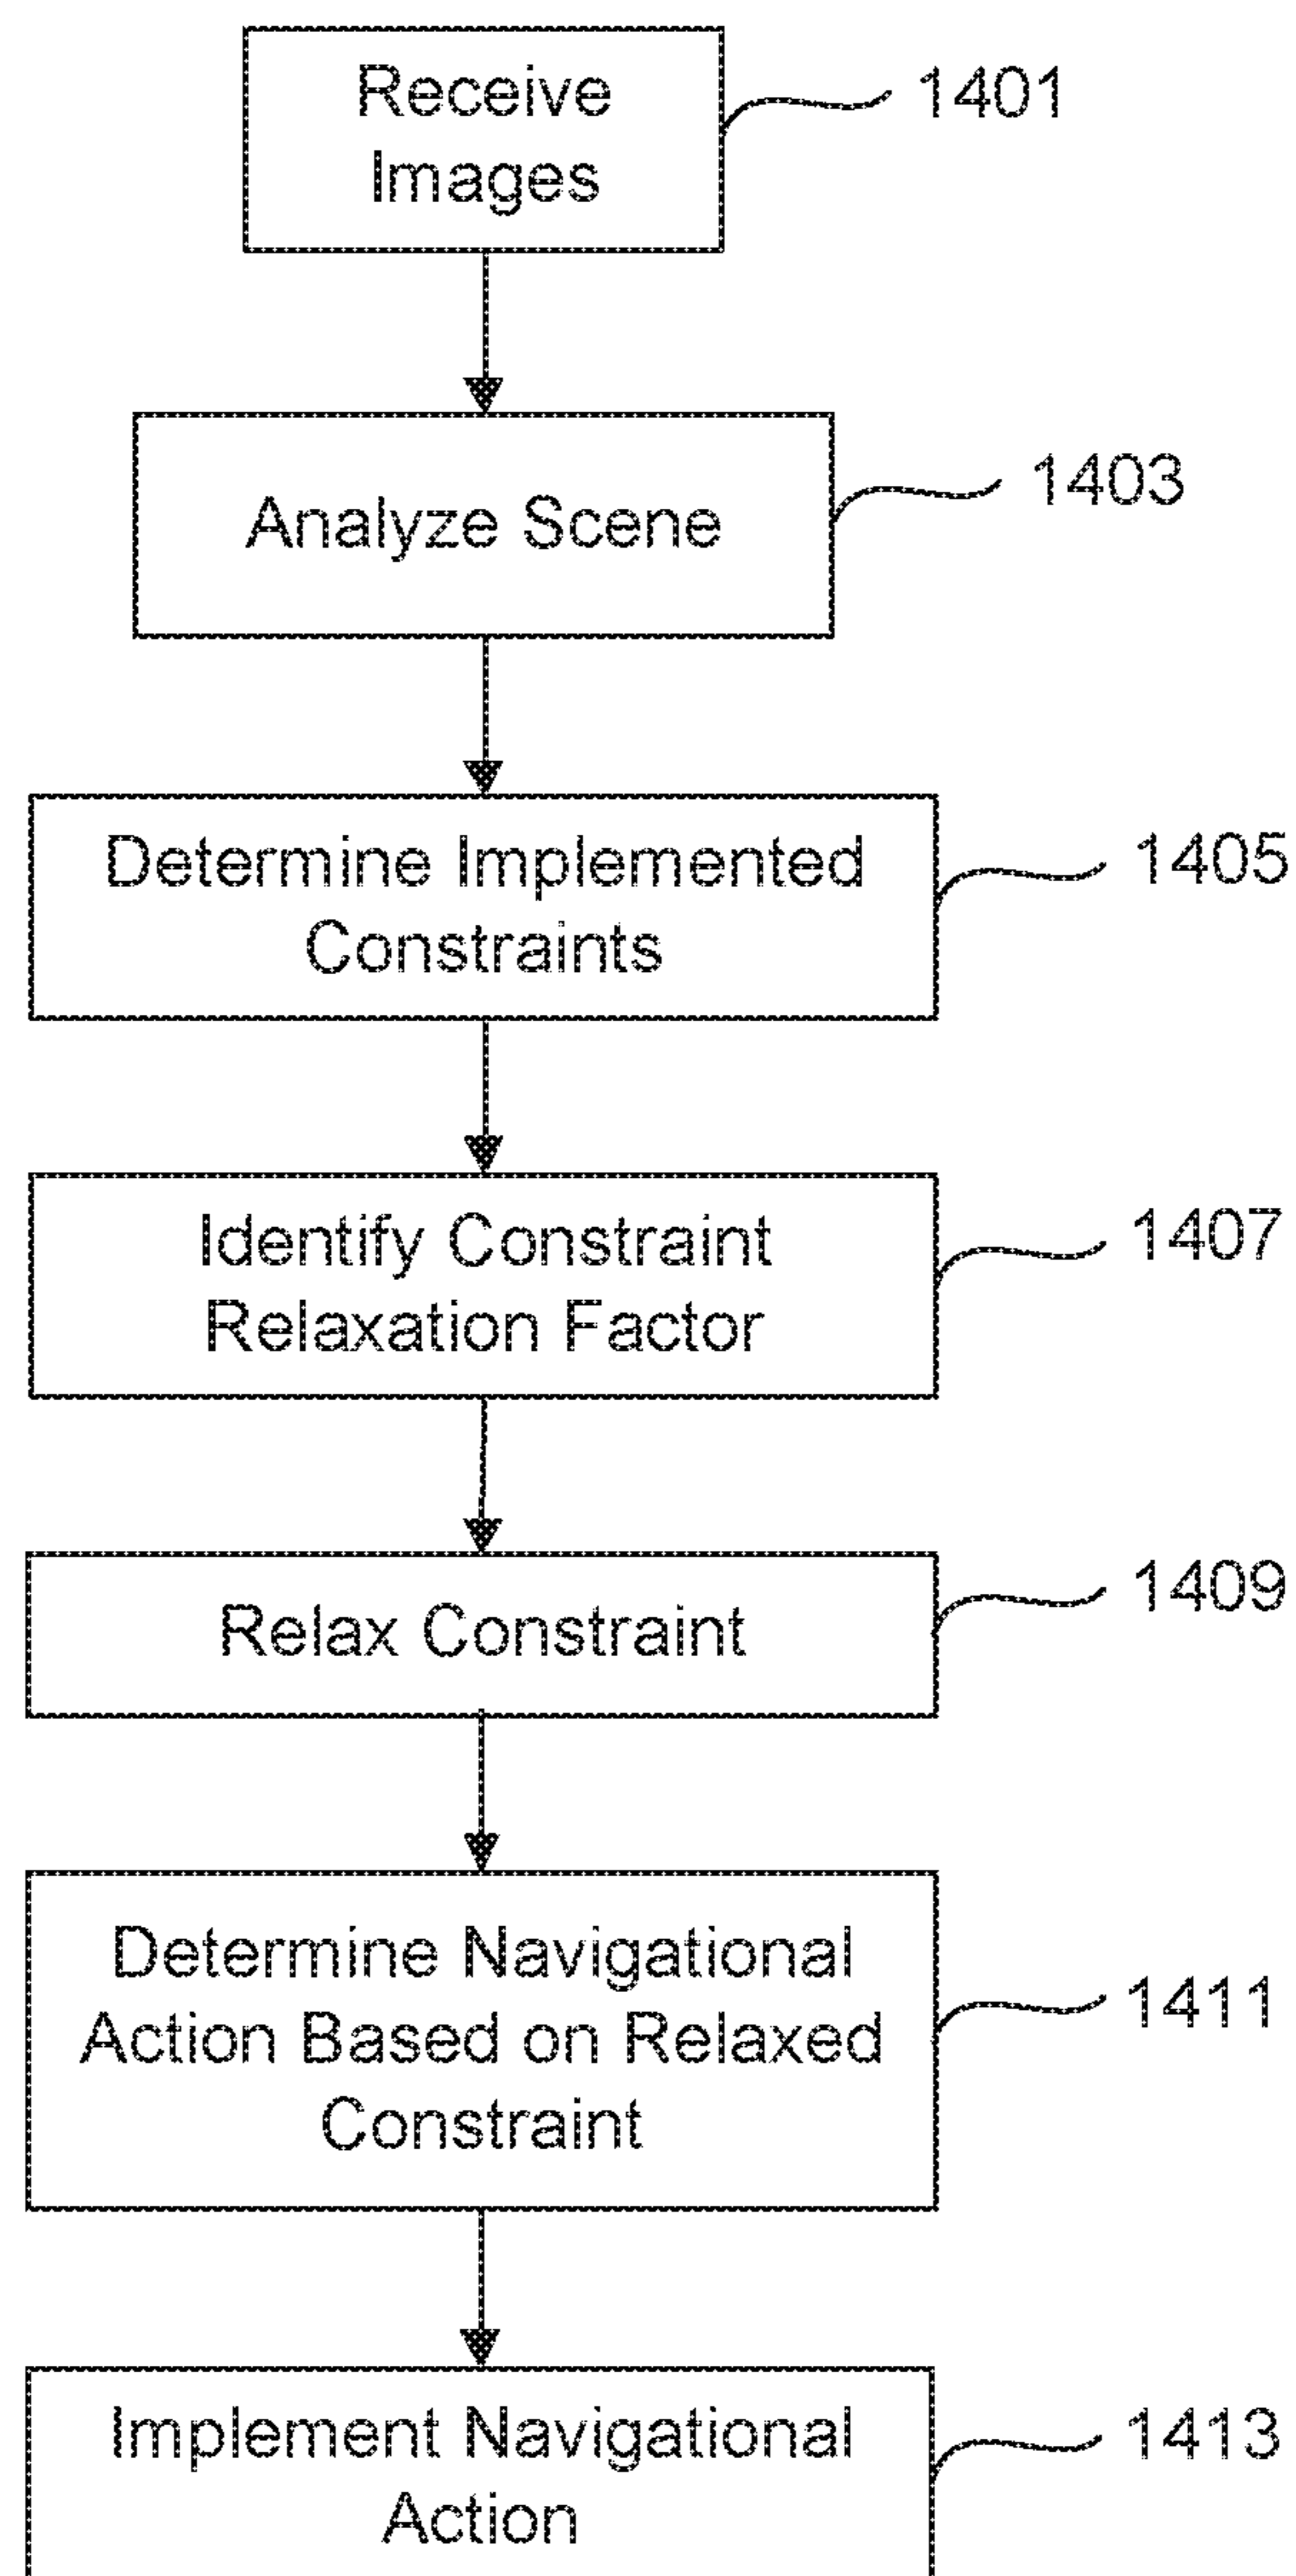 Receive
Images
1401
Analyze Scene
1403
Determine Implemented
Constraints
1405
Identify Constraint
Relaxation Factor
1407
Relax Constraint
1409
Determine Navigational
Action Based on Relaxed
Constraint
1411
Implement Navigational
Action
1413